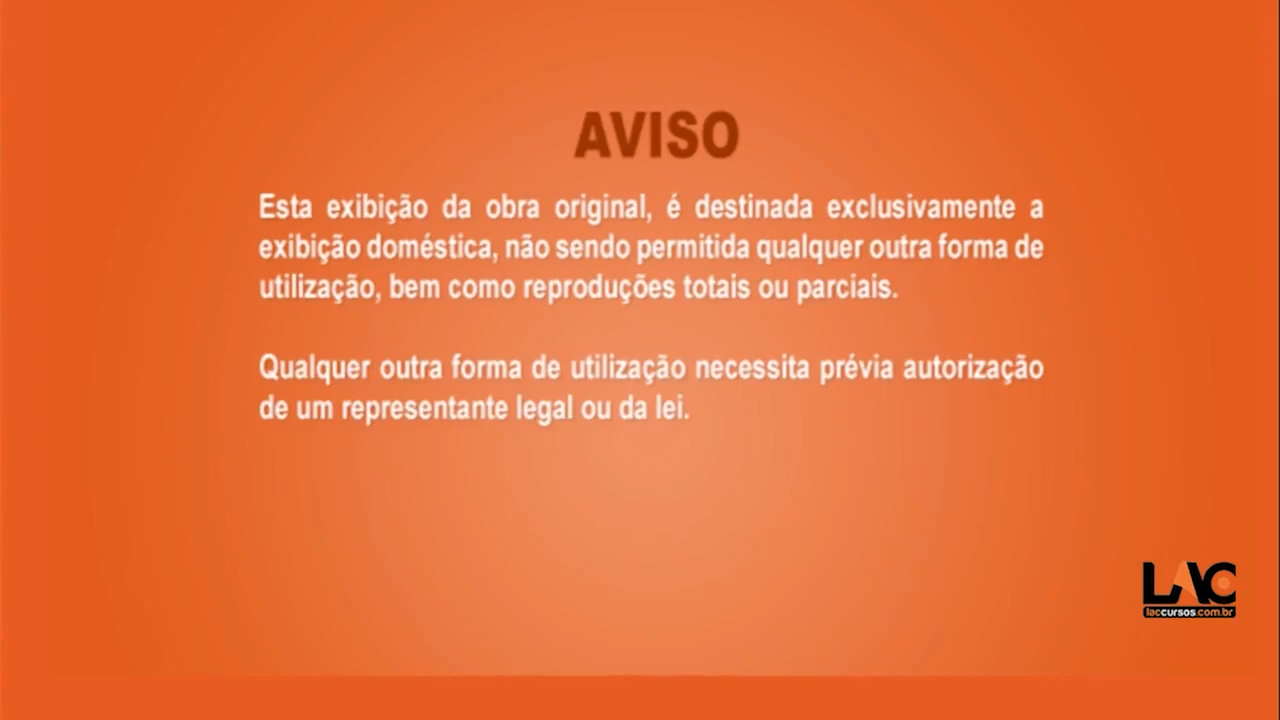 AVISO
Esta exibição da obra original, é destinada exclusivamente a
exibição doméstica, não sendo permitida qualquer outra forma de
utilização, bem como reproduções totais ou parciais.
Qualquer outra forma de utilização necessita prévia autorização
de um representante legal ou da lei.
LAC
laccursos.com.br